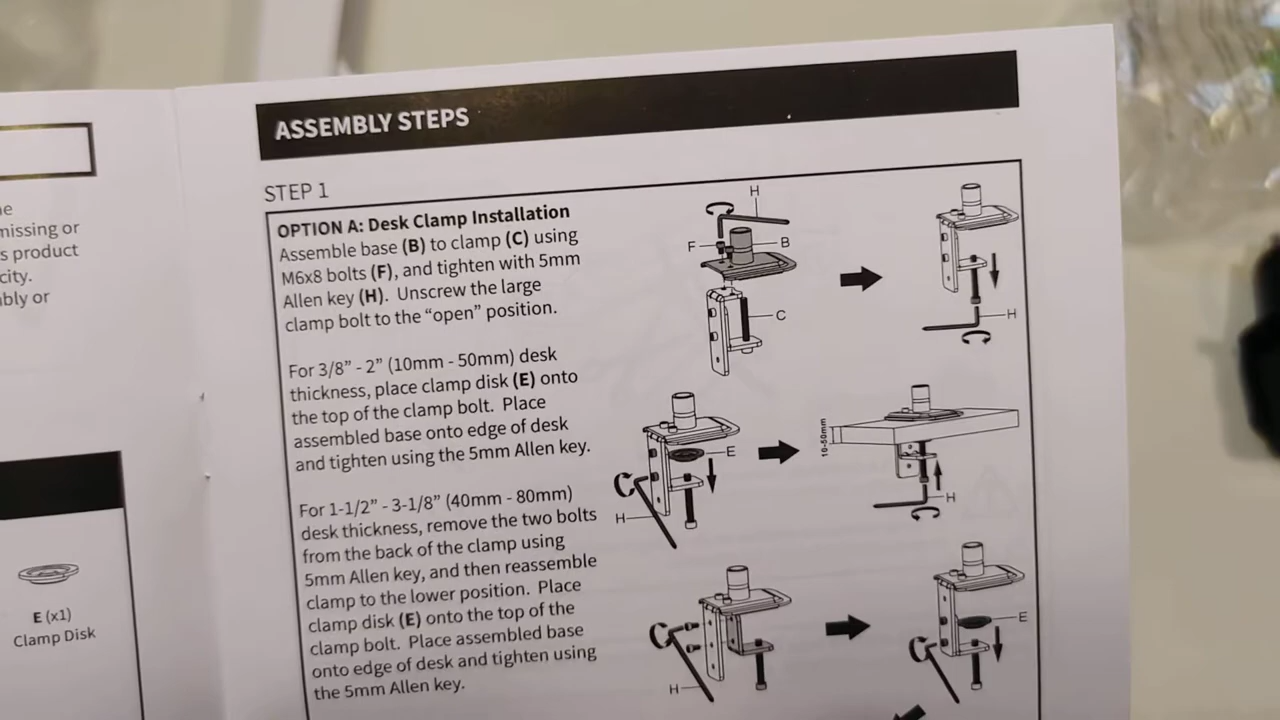 missing or
s product
city.
bly or
E (x1)
Clamp Disk
ASSEMBLY STEPS
STEP 1
OPTION A: Desk Clamp Installation
Assemble base (B) to clamp (C) using
M6x8 bolts (F), and tighten with 5mm
Allen key (H). Unscrew the large
clamp bolt to the “open” position.
For 3/8” - 2” (10mm - 50mm) desk
thickness, place clamp disk (E) onto
the top of the clamp bolt. Place
assembled base onto edge of desk
and tighten using the 5mm Allen key.
For 1-1/2” - 3-1/8” (40mm - 80mm)
desk thickness, remove the two bolts
from the back of the clamp using
5mm Allen key, and then reassemble
clamp to the lower position. Place
clamp disk (E) onto the top of the
clamp bolt. Place assembled base
onto edge of desk and tighten using
the 5mm Allen key.
H
F
B
C
H
E
H
10-50mm
H
H
E